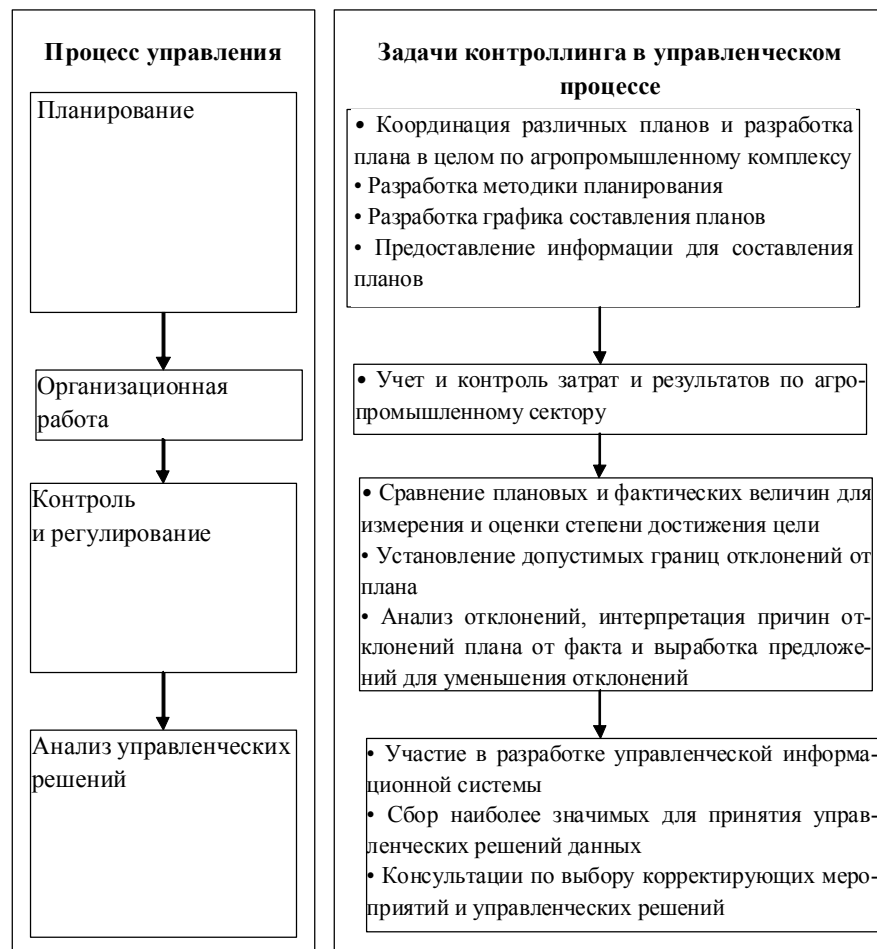 Процесс управления
Планирование
Организационная
работа
Контроль
и регулирование
Анализ управленческих
решений
Задачи контроллинга в управленческом
процессе
• Координация различных планов и разработка
плана в целом по агропромышленному комплексу
• Разработка методики планирования
• Разработка графика составления планов
• Предоставление информации для составления
планов
• Учет и контроль затрат и результатов по агро-
промышленному сектору
• Сравнение плановых и фактических величин для
измерения и оценки степени достижения цели
• Установление допустимых границ отклонений от
плана
• Анализ отклонений, интерпретация причин от-
клонений плана от факта и выработка предложе-
ний для уменьшения отклонений
• Участие в разработке управленческой информа-
ционной системы
• Сбор наиболее значимых для принятия управ-
ленческих решений данных
• Консультации по выбору корректирующих меро-
приятий и управленческих решений